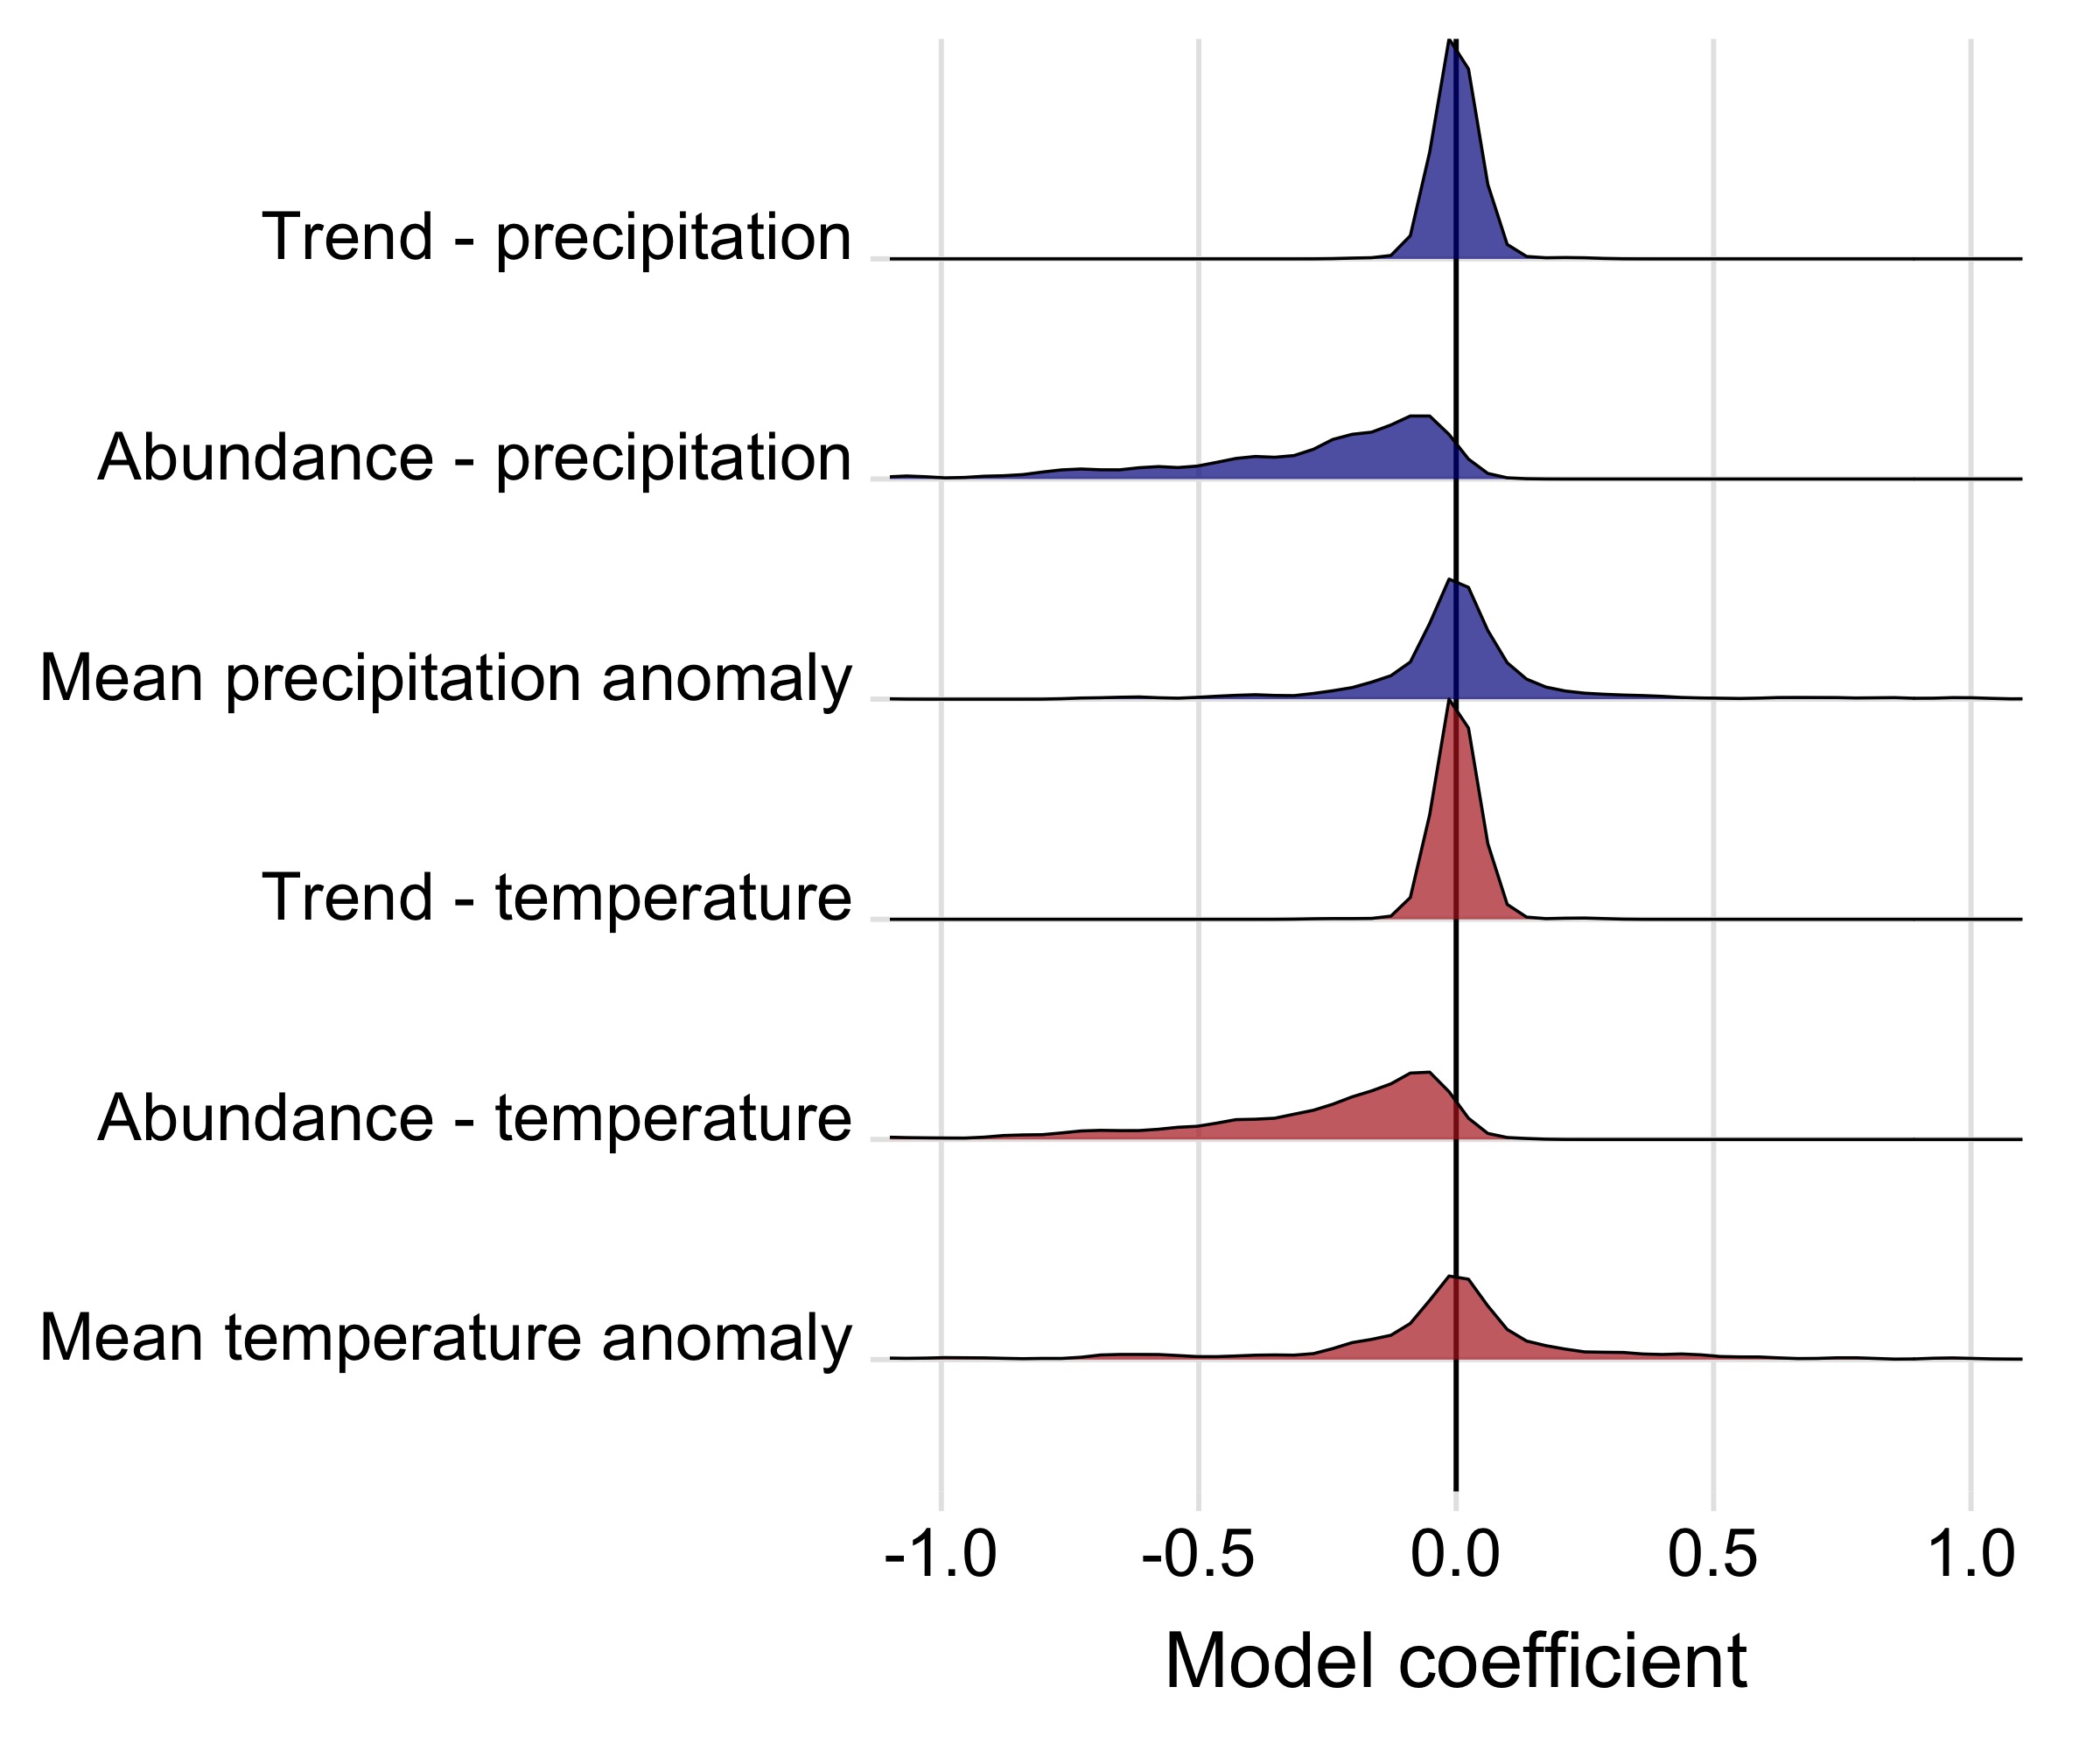 Trend - precipitation
Abundance - precipitation
Mean precipitation anomaly
Trend - temperature
Abundance - temperature
Mean temperature anomaly
-1.0 -0.5 0.0 0.5 1.0
Model coefficient